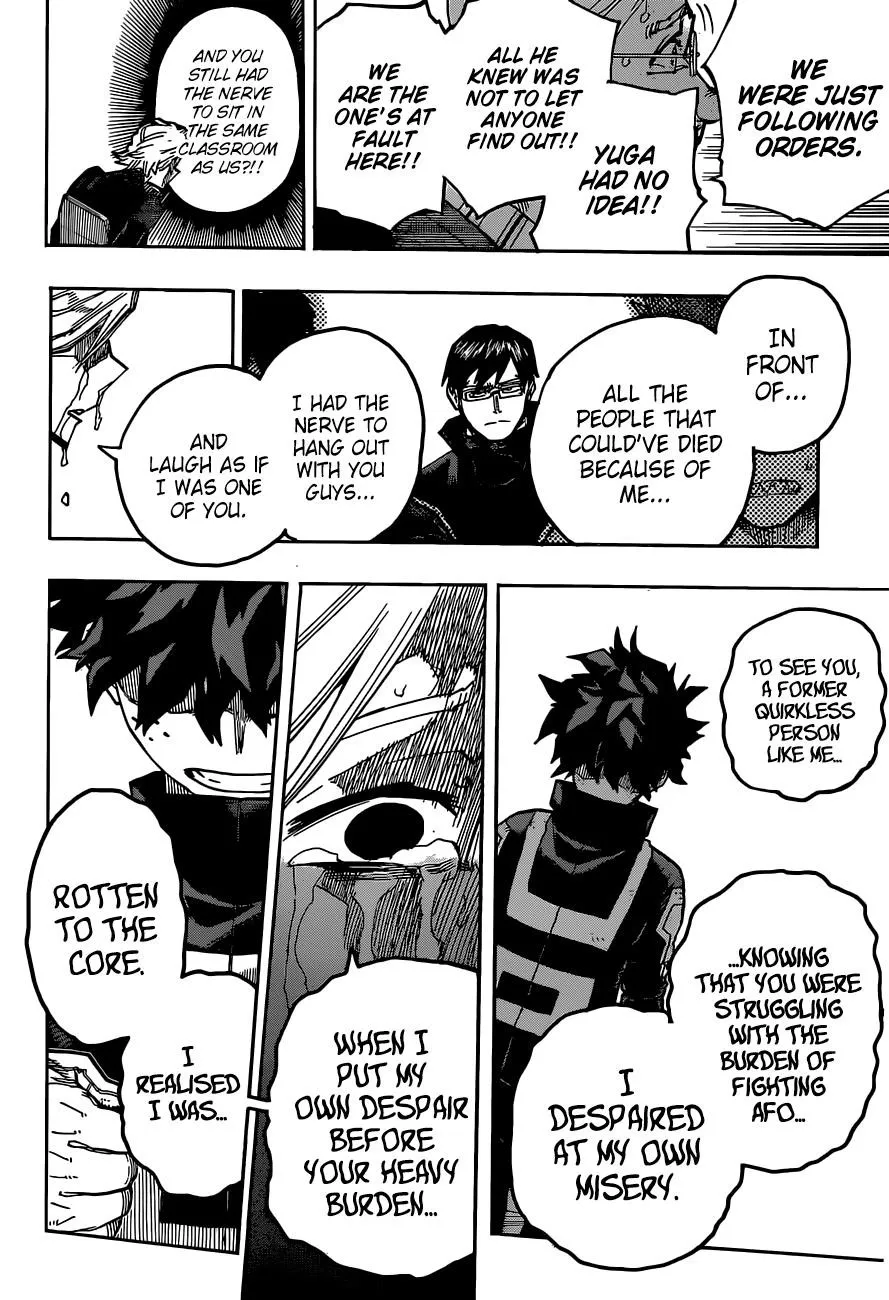 WE
WERE JUST
FOLLOWING
ORDERS.
YUGA
HAD NO
IDEA!!
ALL HE
KNEW WAS
NOT TO LET
ANYONE
FIND OUT!!
WE
ARE THE
ONE'S AT
FAULT
HERE!!
AND YOU
STILL HAD
THE NERVE
TO SIT IN
THE SAME
CLASSROOM
AS US?!!
IN
FRONT
OF...
ALL THE
PEOPLE THAT
COULD'VE DIED
BECAUSE OF
ME...
I HAD THE
NERVE TO
HANG OUT
WITH YOU
GUYS...
AND
LAUGH AS IF
I WAS ONE
OF YOU.
TO SEE YOU,
A FORMER
QUIRKLESS
PERSON
LIKE ME...
...KNOWING
THAT YOU WERE
STRUGGLING
WITH THE
BURDEN OF
FIGHTING
AFO...
I
DESPAIRED
AT MY OWN
MISERY.
WHEN I
PUT MY
OWN DESPAIR
BEFORE
YOUR HEAVY
BURDEN...
I
REALISED
I WAS...
ROTTEN
TO THE
CORE.